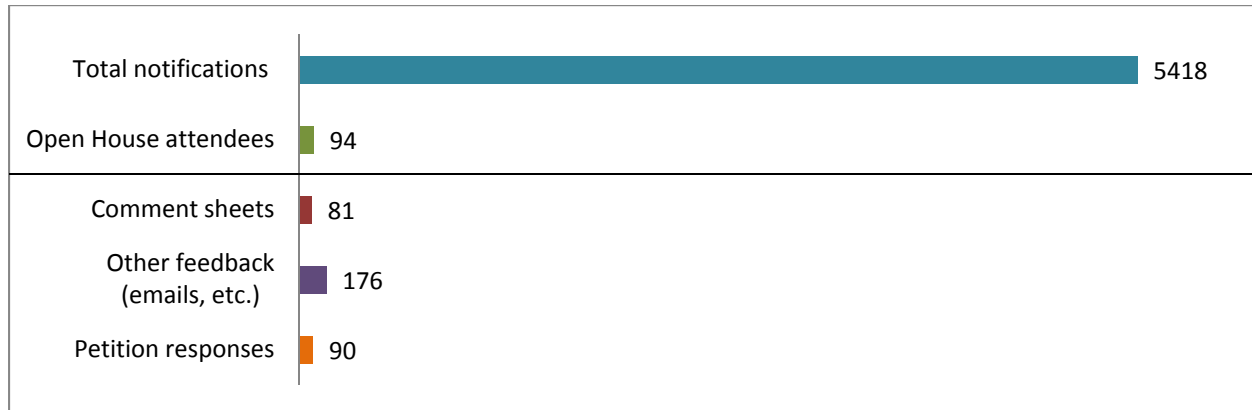 Total notifications 5418
Open House attendees 94
Comment sheets 81
Other feedback
(emails, etc.) 176
Petition responses 90